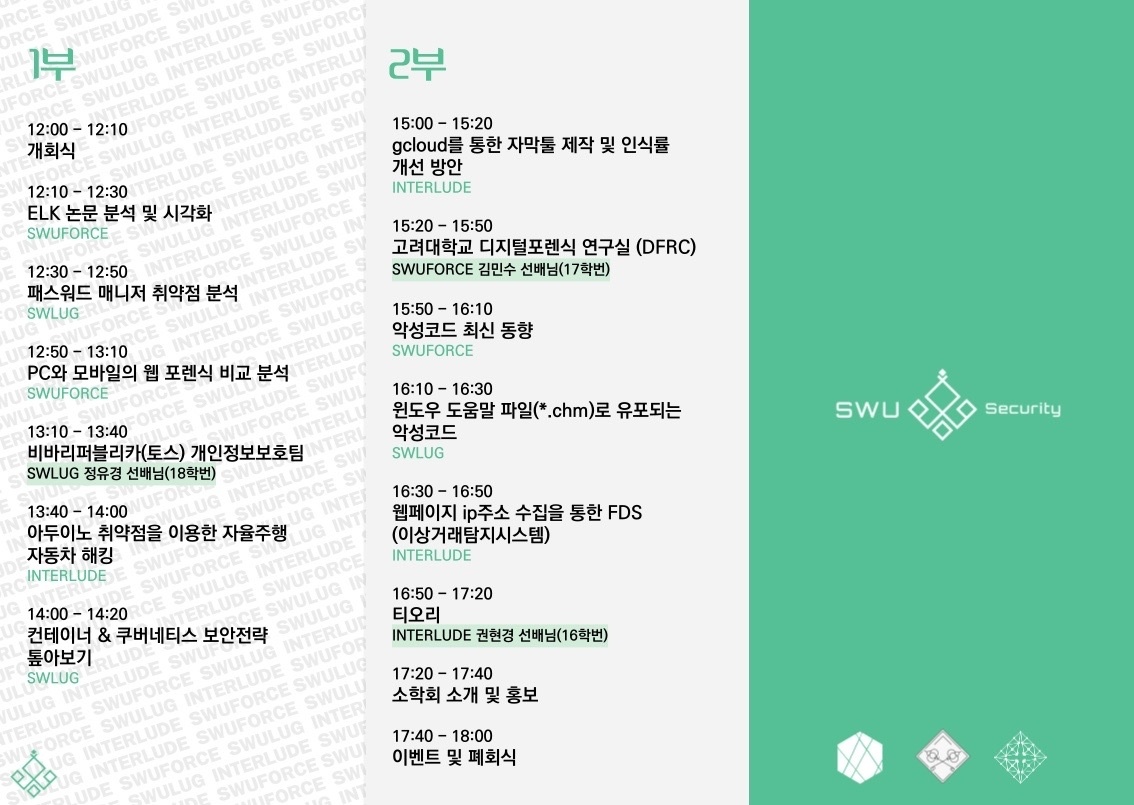 1부
12:00 – 12:10
개회식
12:10 – 12:30
ELK 논문 분석 및 시각화
SWUFORCE
12:30 – 12:50
패스워드 매니저 취약점 분석
SWLUG
12:50 – 13:10
PC와 모바일의 웹 포렌식 비교 분석
SWUFORCE
13:10 – 13:40
비바리퍼블리카(토스) 개인정보보호팀
SWLUG 정유경 선배님(18학번)
13:40 – 14:00
아두이노 취약점을 이용한 자율주행
자동차 해킹
INTERLUDE
14:00 – 14:20
컨테이너 & 쿠버네티스 보안전략
톺아보기
SWLUG
2부
15:00 – 15:20
gcloud를 통한 자막툴 제작 및 인식률
개선 방안
INTERLUDE
15:20 – 15:50
고려대학교 디지털포렌식 연구실 (DFRC)
SWUFORCE 김민수 선배님(17학번)
15:50 – 16:10
악성코드 최신 동향
SWUFORCE
16:10 – 16:30
윈도우 도움말 파일(*.chm)로 유포되는
악성코드
SWLUG
16:30 – 16:50
웹페이지 ip주소 수집을 통한 FDS
(이상거래탐지시스템)
INTERLUDE
16:50 – 17:20
티오리
INTERLUDE 권현경 선배님(16학번)
17:20 – 17:40
소학회 소개 및 홍보
17:40 – 18:00
이벤트 및 폐회식
SWU Security